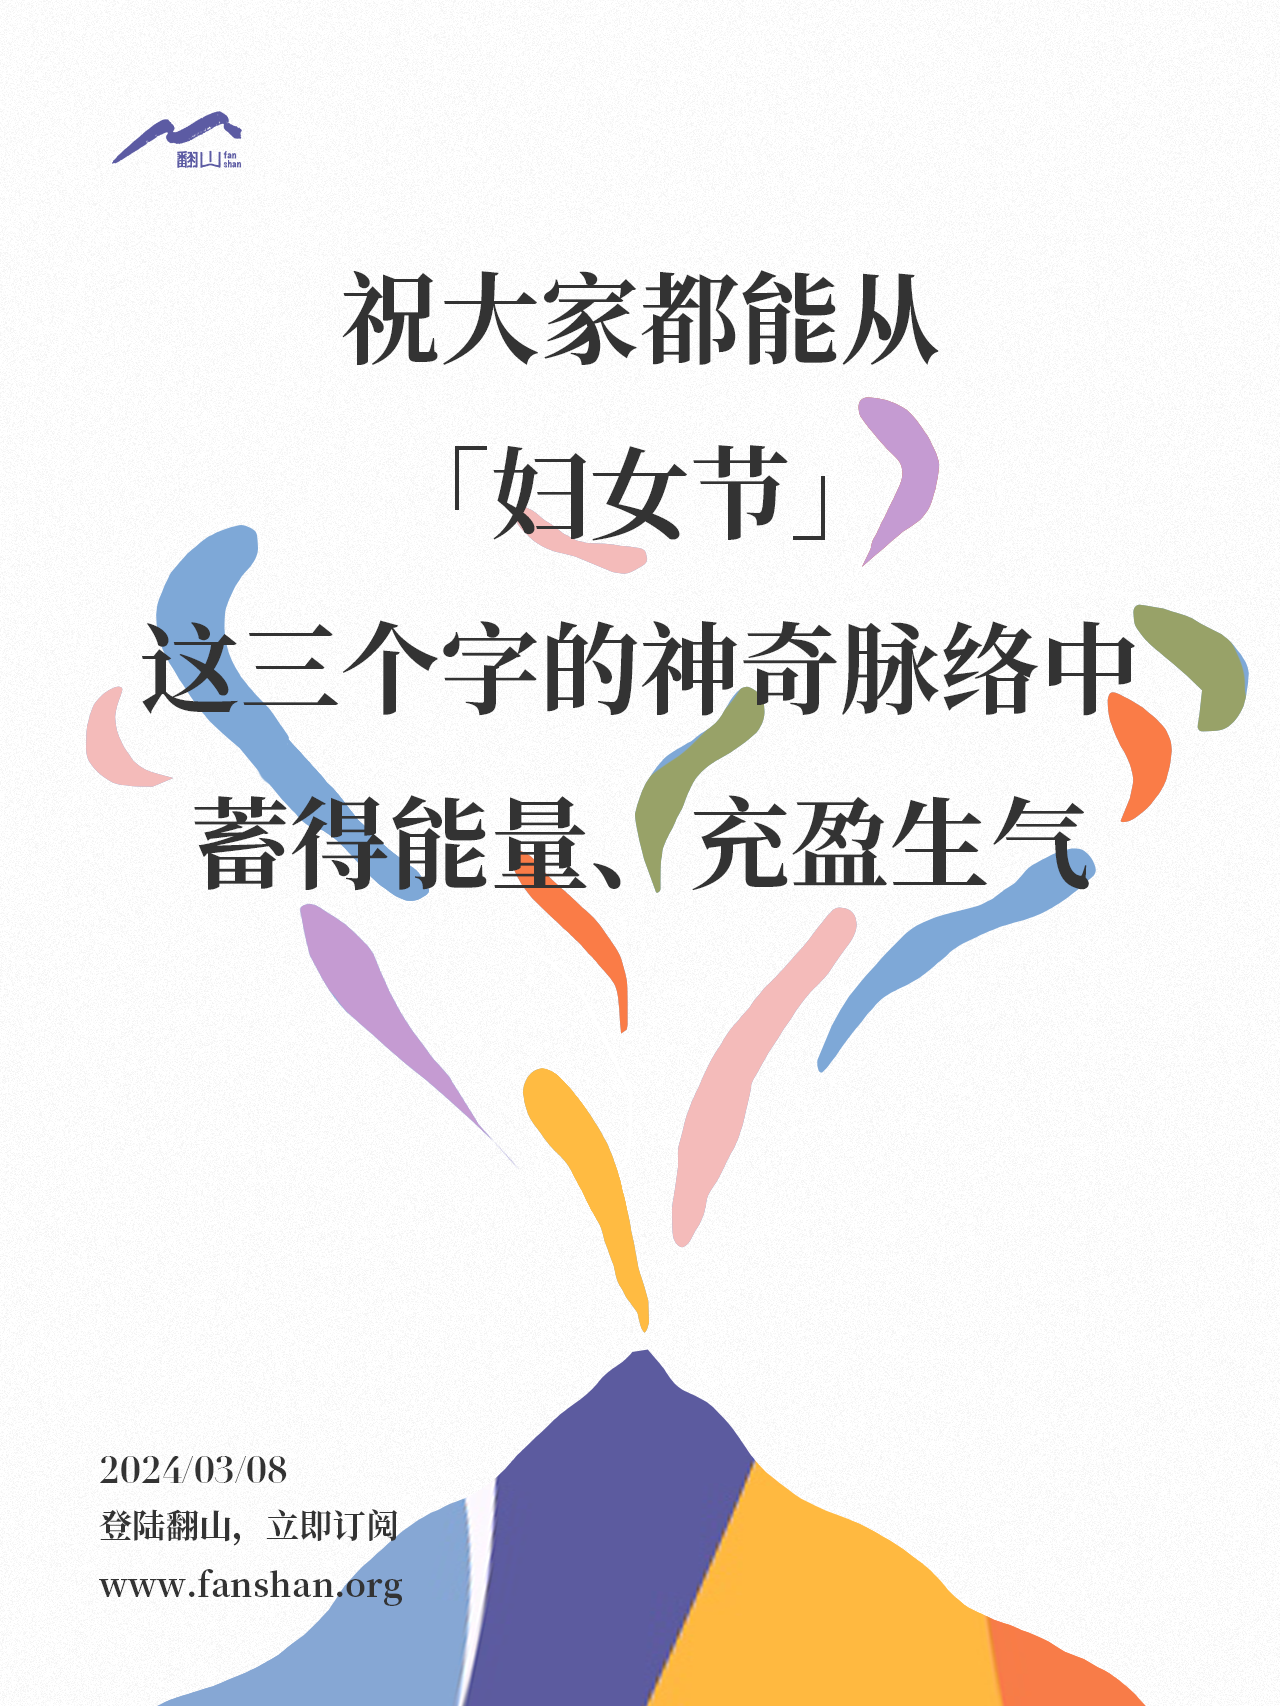 翻山 fan shan
祝大家都能从
「妇女节」
这三个字的神奇脉络中
蓄得能量、充盈生气
2024/03/08
登陆翻山，立即订阅
www.fanshan.org